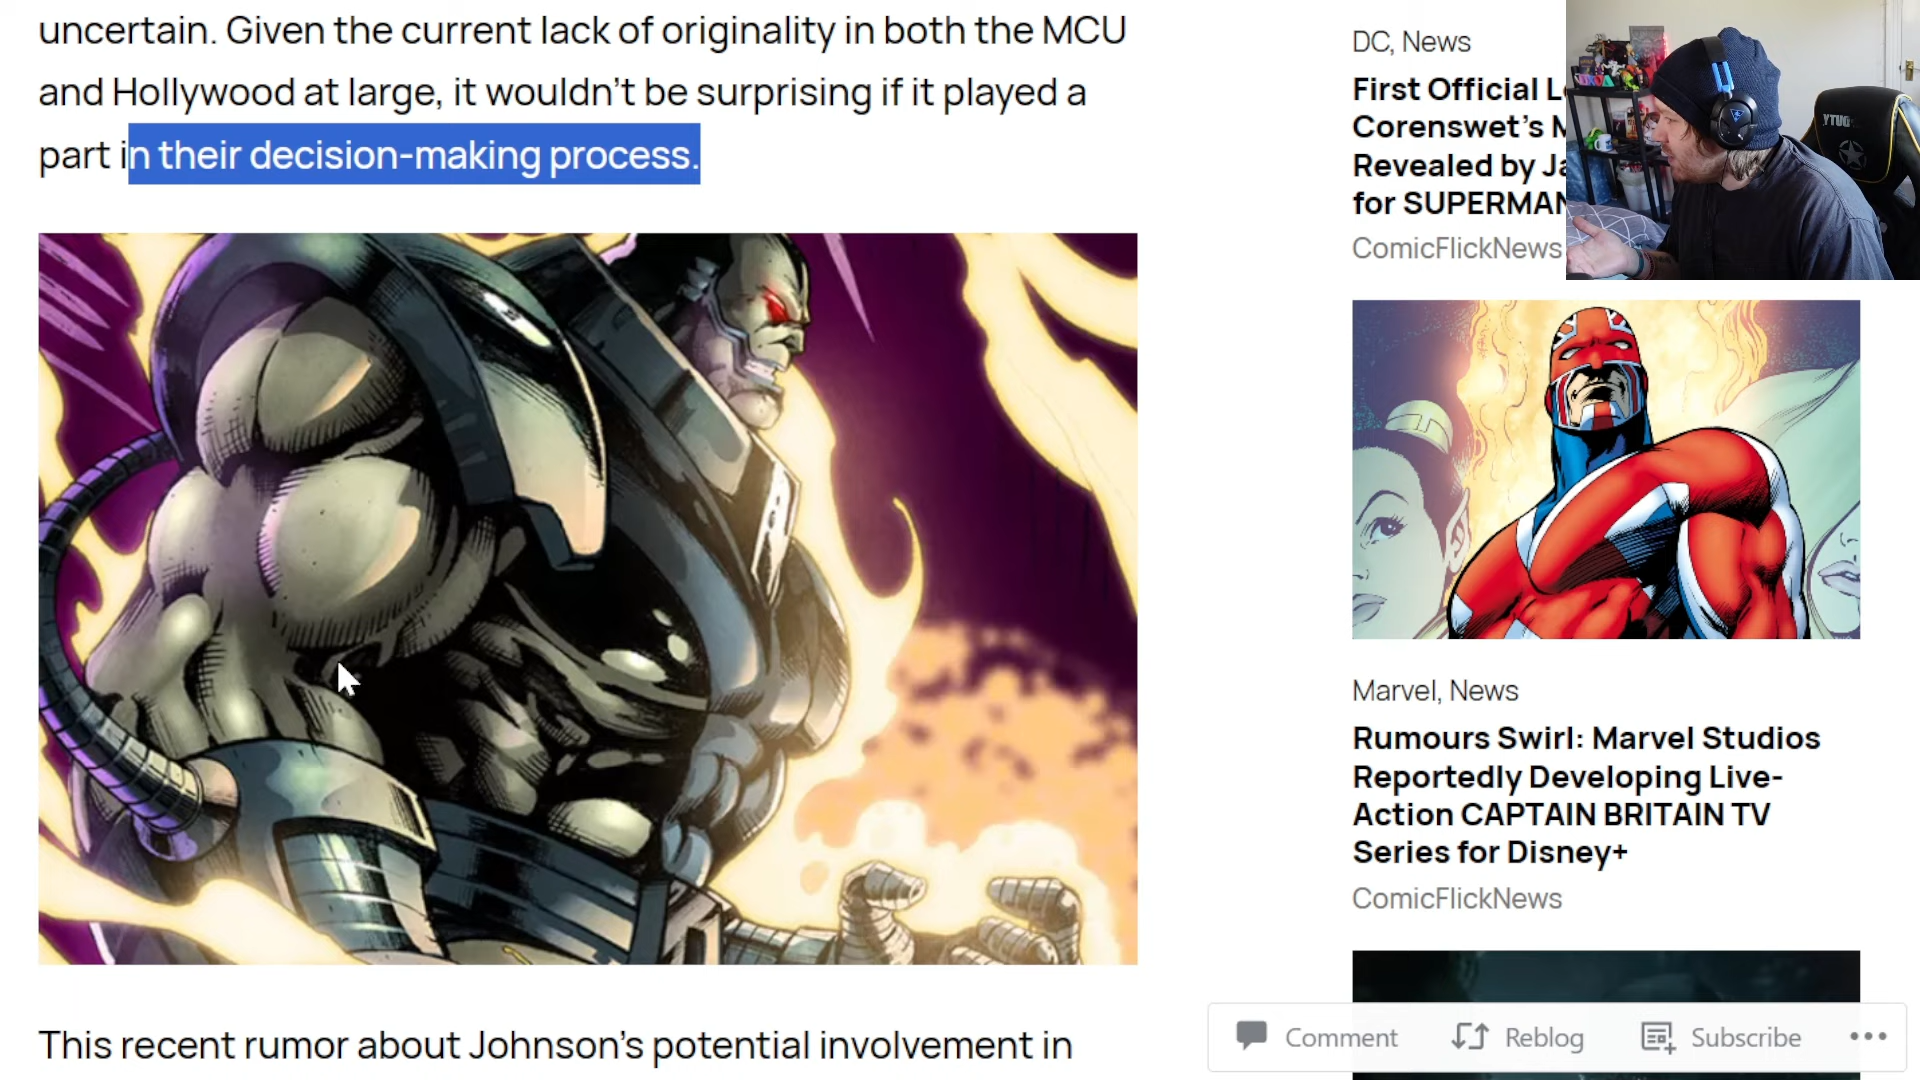 uncertain. Given the current lack of originality in both the MCU
and Hollywood at large, it wouldn't be surprising if it played a
part in their decision-making process.
This recent rumor about Johnson's potential involvement in
DC, News
First Official
Corenswet's
Revealed by
for SUPERMAN
ComicFlickNews
Marvel, News
Rumours Swirl: Marvel Studios
Reportedly Developing Live-
Action CAPTAIN BRITAIN TV
Series for Disney+
ComicFlickNews
Comment
Reblog
Subscribe